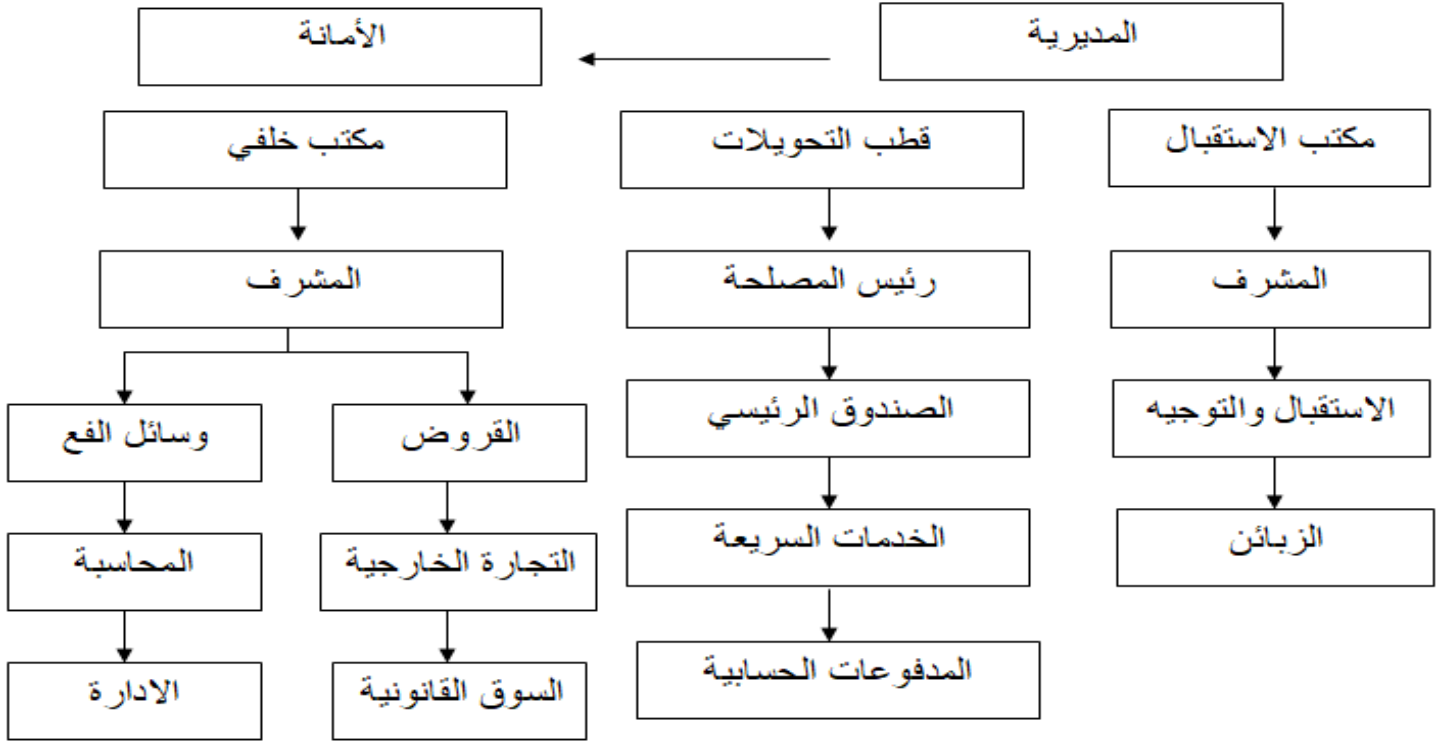 المديرية
الأمانة
مكتب الاستقبال
قطب التحويلات
مكتب خلفي
المشرف
رئيس المصلحة
المشرف
الاستقبال والتوجيه
الصندوق الرئيسي
القروض
وسائل الفع
الزبائن
الخدمات السريعة
التجارة الخارجية
المحاسبة
المدفوعات الحسابية
السوق القانونية
الادارة